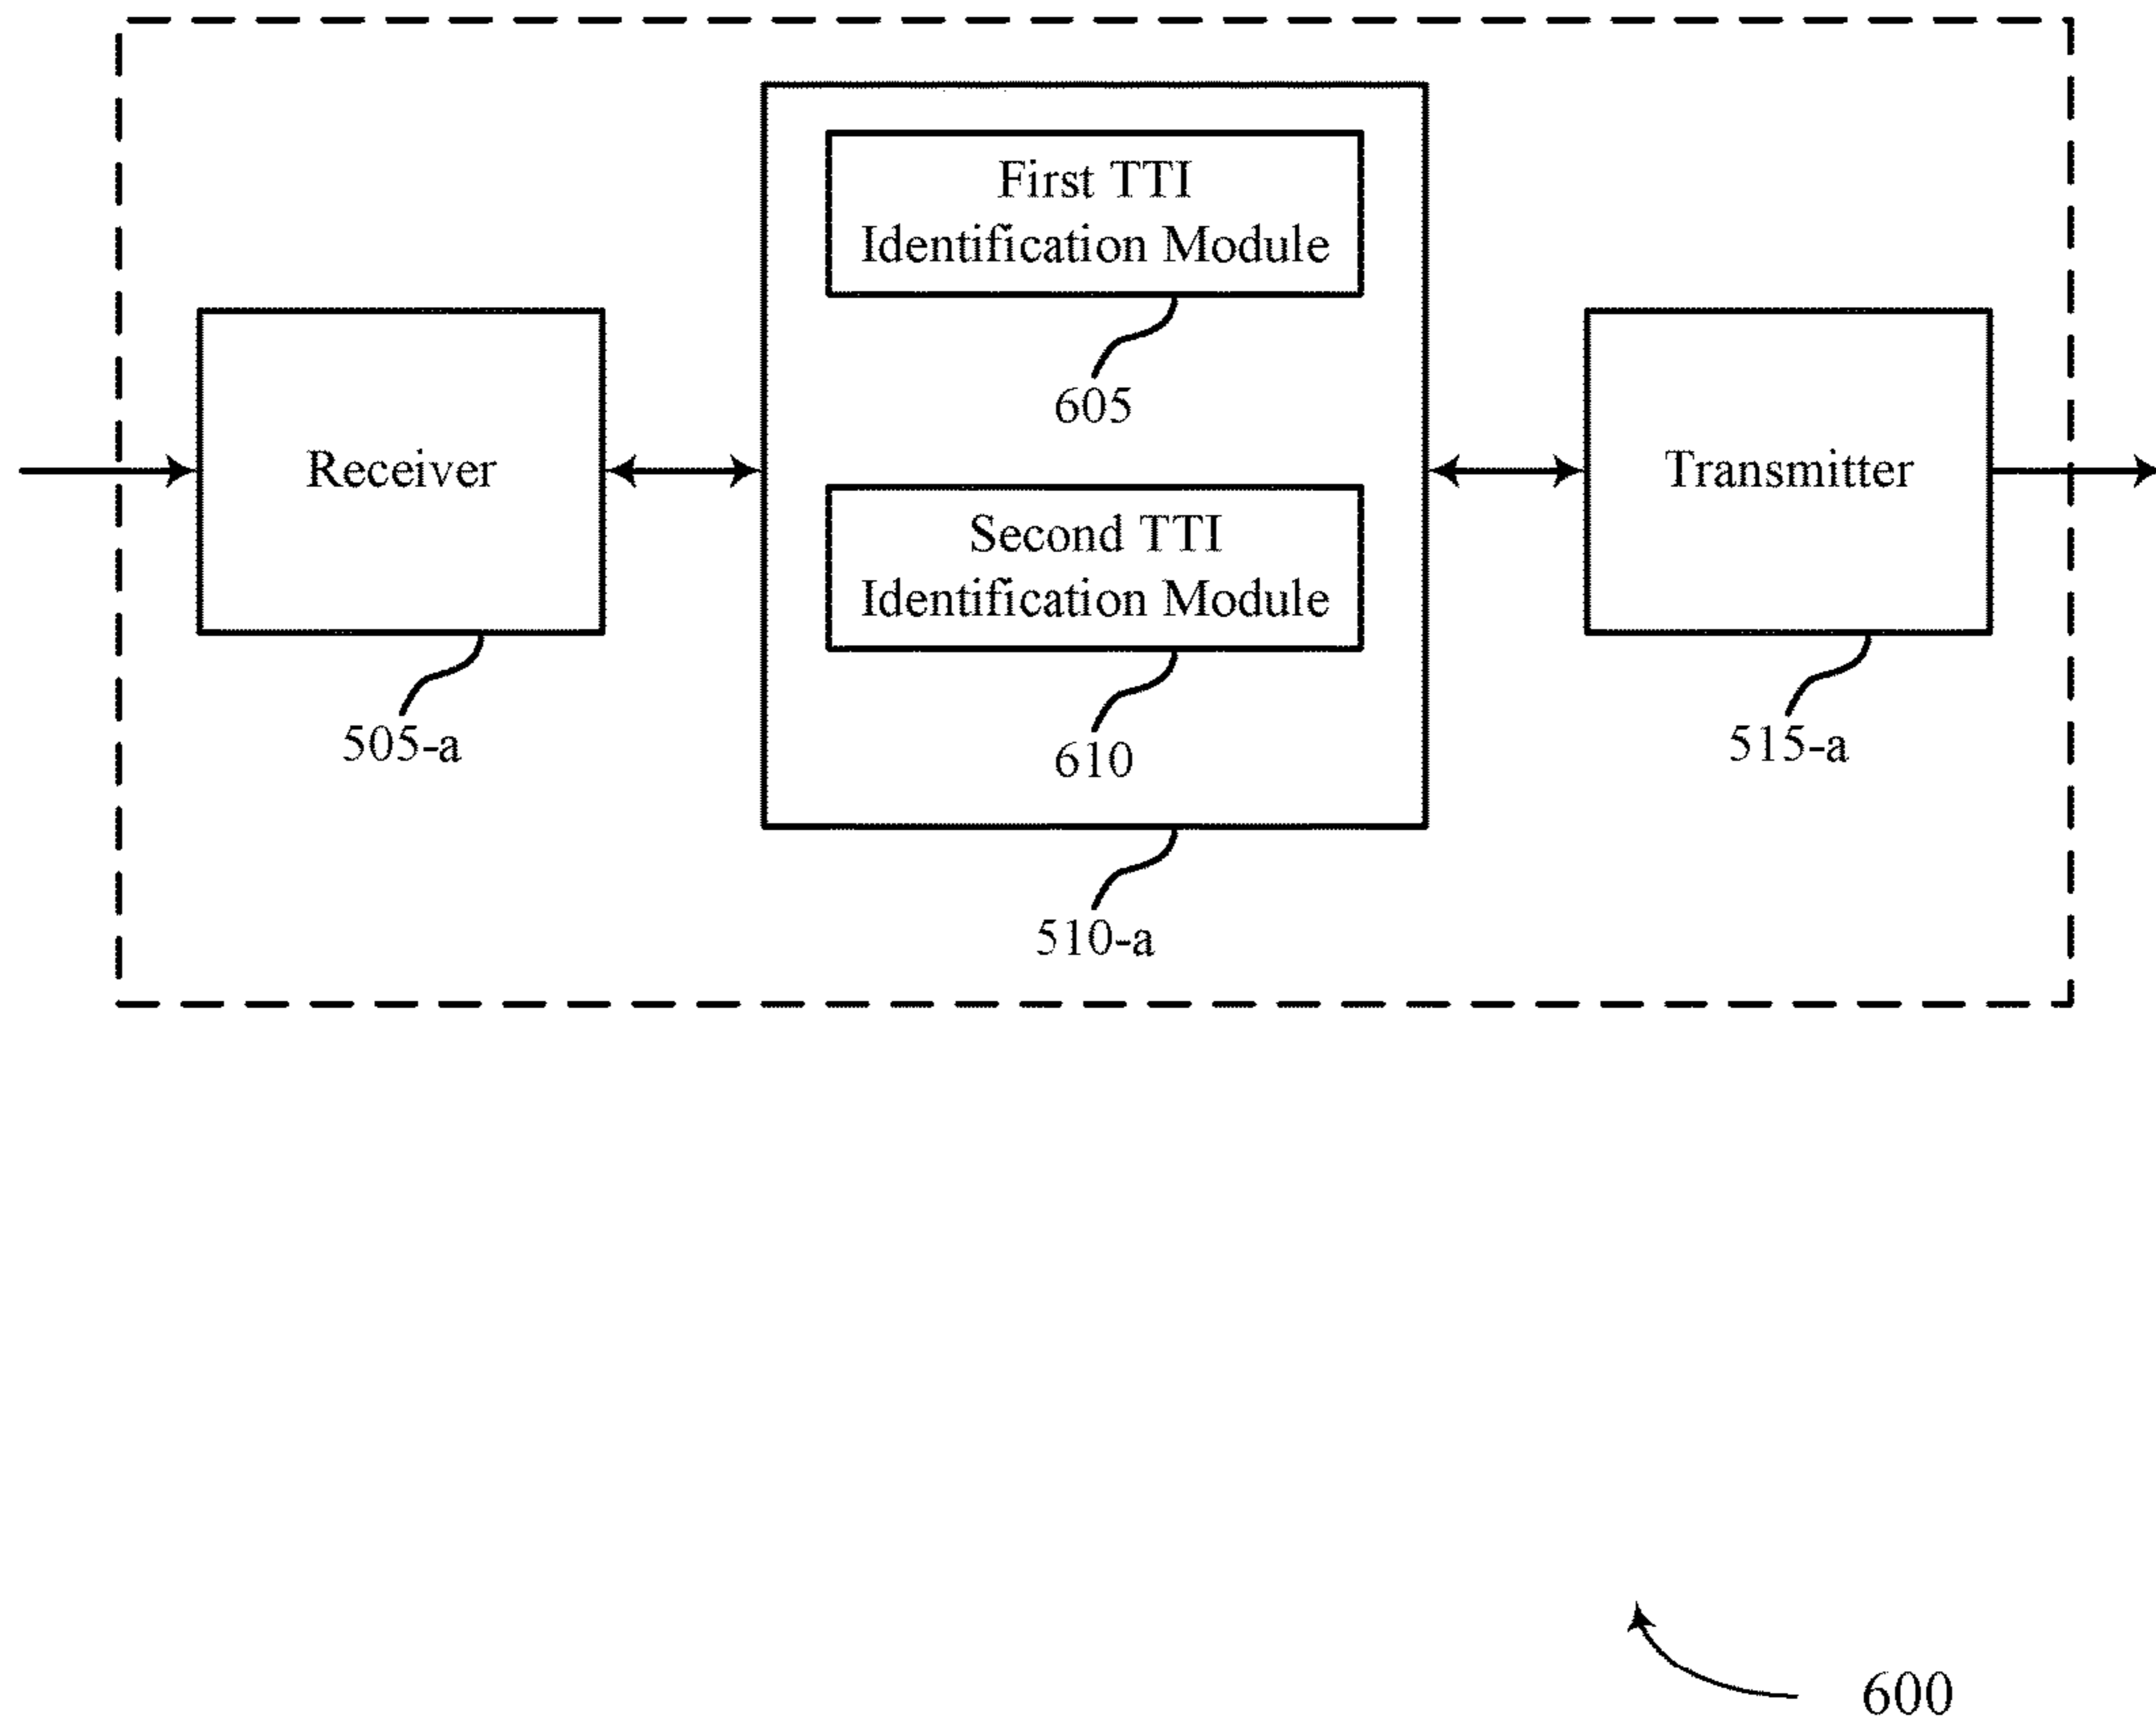 First TTI
Identification Module
605
Receiver
Second TTI
Identification Module
Transmitter
505-a
610
515-a
510-a
600